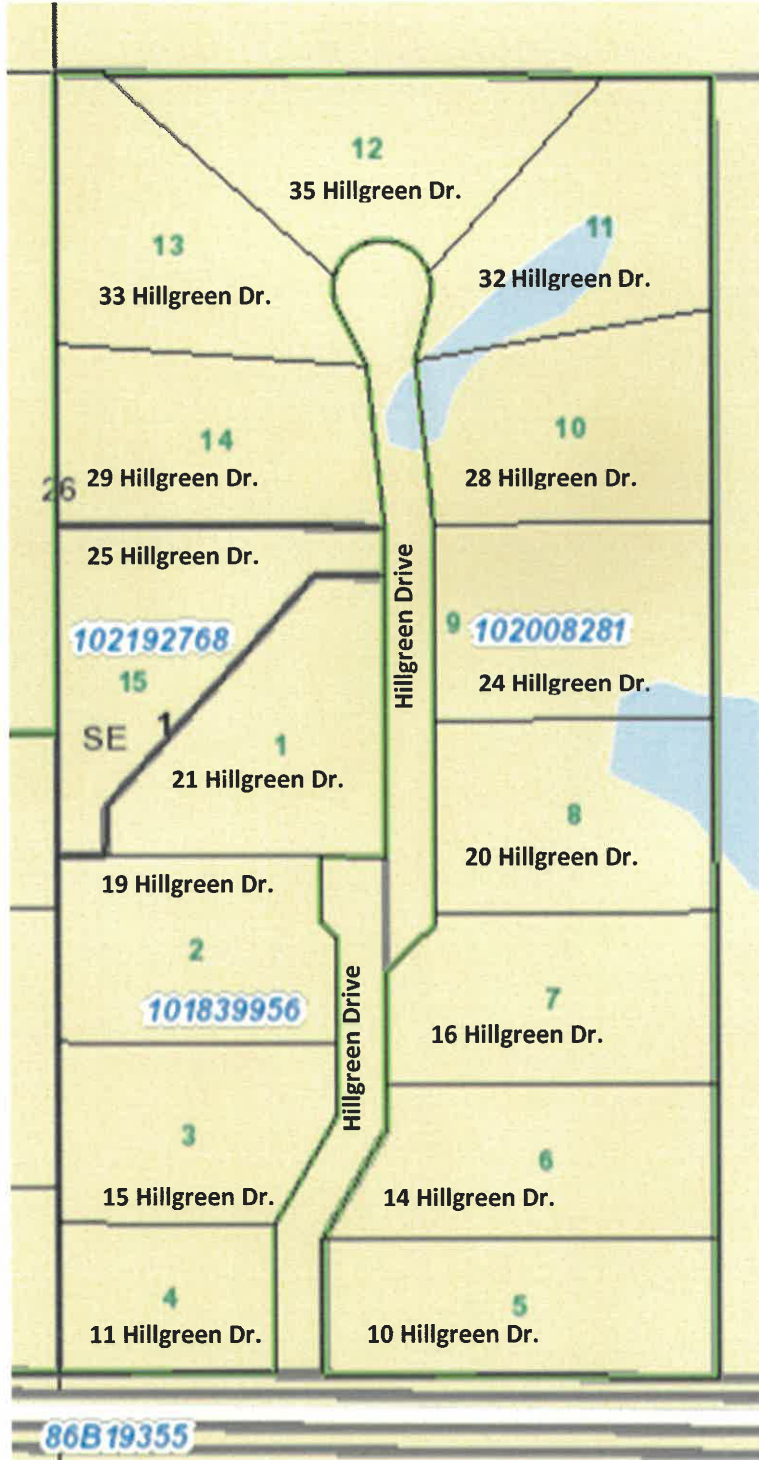 12
35 Hillgreen Dr.
13
33 Hillgreen Dr.
11
32 Hillgreen Dr.
14
29 Hillgreen Dr.
26
10
28 Hillgreen Dr.
25 Hillgreen Dr.
102192768
15
SE
1
1
21 Hillgreen Dr.
Hillgreen Drive
9
102008281
24 Hillgreen Dr.
8
20 Hillgreen Dr.
19 Hillgreen Dr.
2
101839956
Hillgreen Drive
7
16 Hillgreen Dr.
3
15 Hillgreen Dr.
6
14 Hillgreen Dr.
4
11 Hillgreen Dr.
5
10 Hillgreen Dr.
86B19355